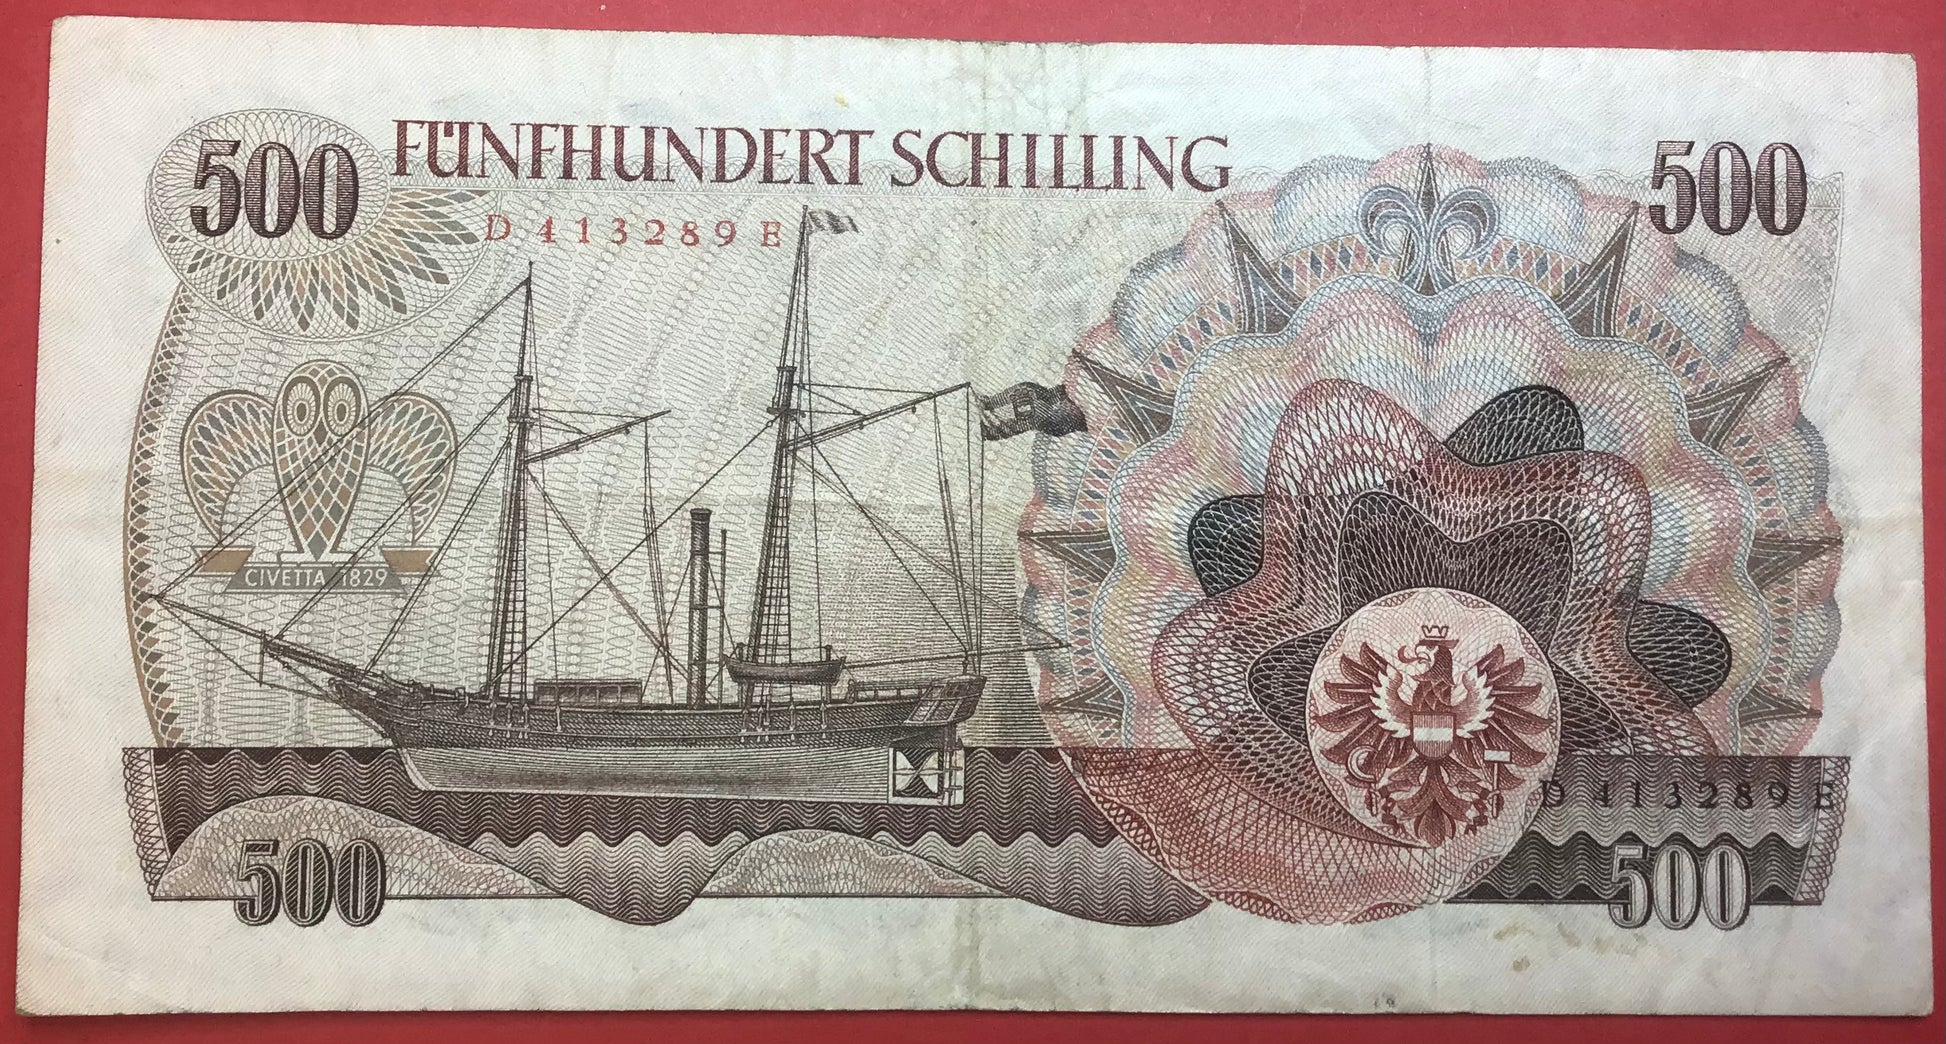 500
FÜNFHUNDERT SCHILLING
500
D 413289 E
CIVETTA 1829
D 413289 E
500
500